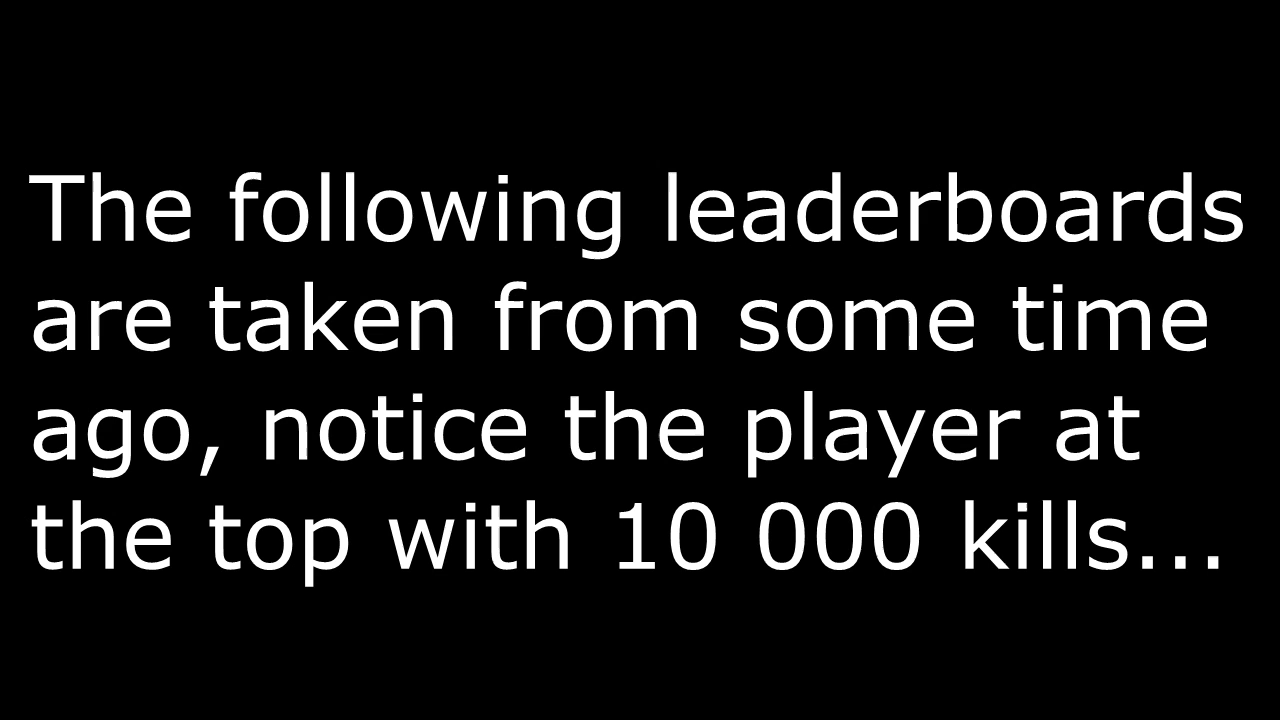 The following leaderboards
are taken from some time
ago, notice the player at
the top with 10 000 kills...